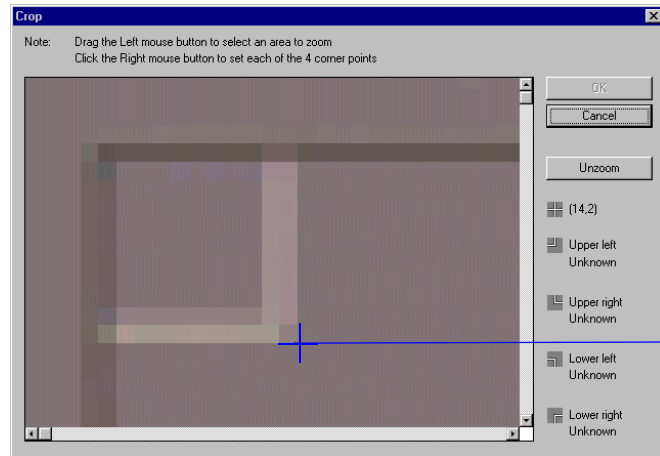 Crop
Note: Drag the Left mouse button to select an area to zoom
Click the Right mouse button to set each of the 4 corner points
OK
Cancel
Unzoom
(14,2)
Upper left
Unknown
Upper right
Unknown
Lower left
Unknown
Lower right
Unknown